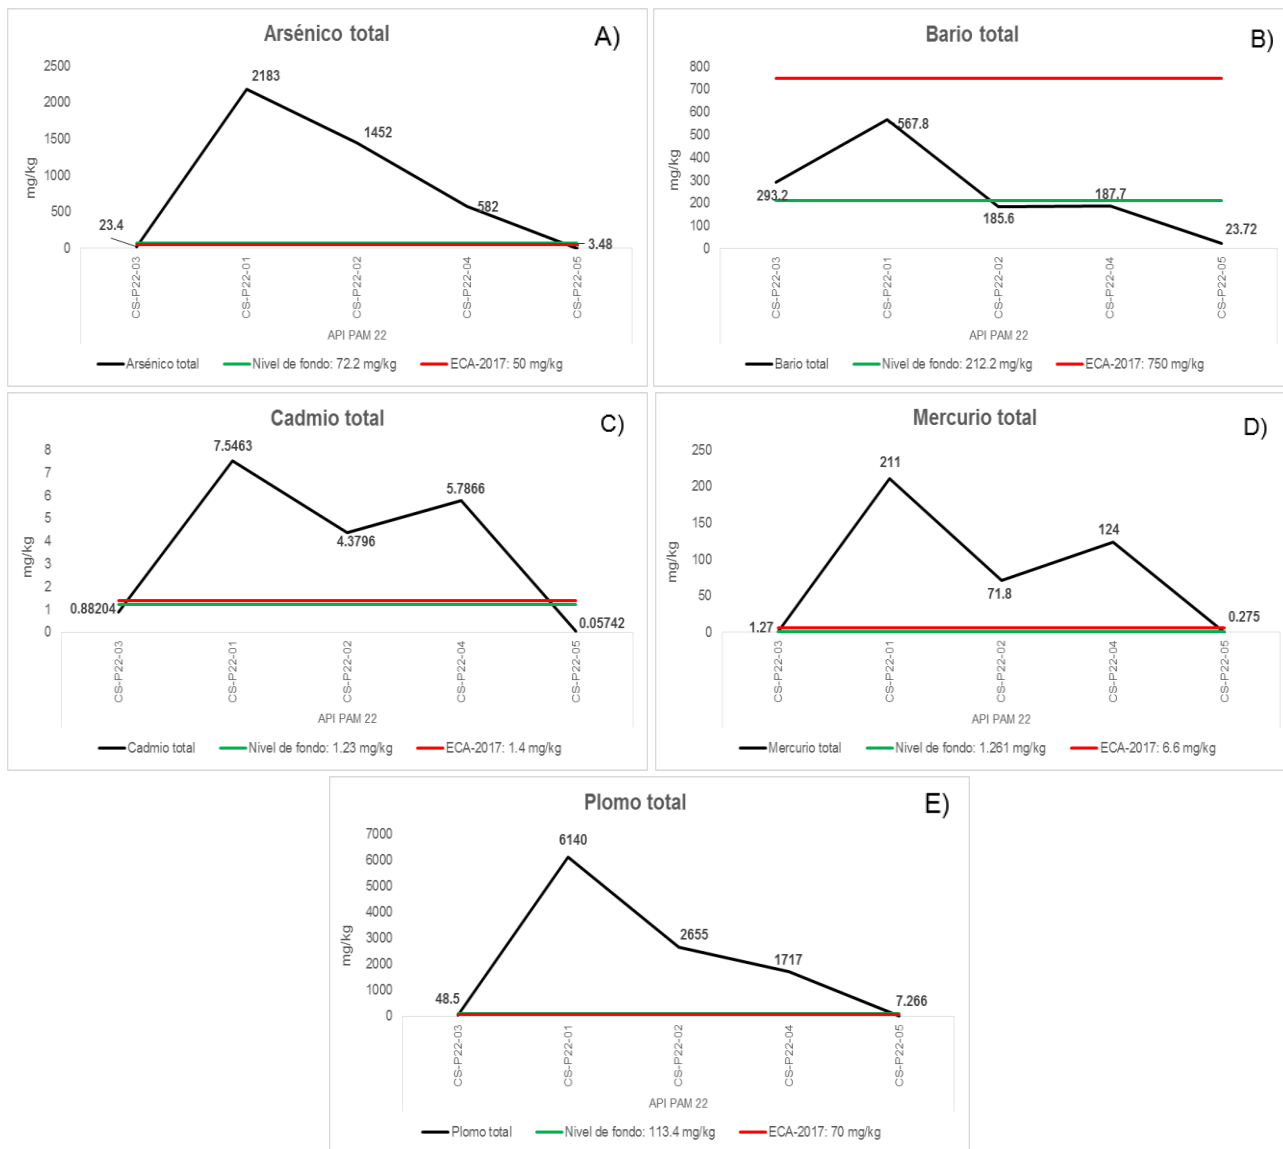 Arsénico total
A)
mg/kg
2500
2000
1500
1000
500
0
23.4
2183
1452
582
3.48
CS-P22-03
CS-P22-01
CS-P22-02
CS-P22-04
CS-P22-05
API PAM 22
Arsénico total
Nivel de fondo: 72.2 mg/kg
ECA-2017: 50 mg/kg
Bario total
B)
mg/kg
800
700
600
500
400
300
200
100
0
293.2
567.8
185.6
187.7
23.72
CS-P22-03
CS-P22-01
CS-P22-02
CS-P22-04
CS-P22-05
API PAM 22
Bario total
Nivel de fondo: 212.2 mg/kg
ECA-2017: 750 mg/kg
Cadmio total
C)
mg/kg
8
7
6
5
4
3
2
1
0
0.88204
7.5463
4.3796
5.7866
0.05742
CS-P22-03
CS-P22-01
CS-P22-02
CS-P22-04
CS-P22-05
API PAM 22
Cadmio total
Nivel de fondo: 1.23 mg/kg
ECA-2017: 1.4 mg/kg
Mercurio total
D)
mg/kg
250
200
150
100
50
0
1.27
211
71.8
124
0.275
CS-P22-03
CS-P22-01
CS-P22-02
CS-P22-04
CS-P22-05
API PAM 22
Mercurio total
Nivel de fondo: 1.261 mg/kg
ECA-2017: 6.6 mg/kg
Plomo total
E)
mg/kg
7000
6000
5000
4000
3000
2000
1000
0
48.5
6140
2655
1717
7.266
CS-P22-03
CS-P22-01
CS-P22-02
CS-P22-04
CS-P22-05
API PAM 22
Plomo total
Nivel de fondo: 113.4 mg/kg
ECA-2017: 70 mg/kg